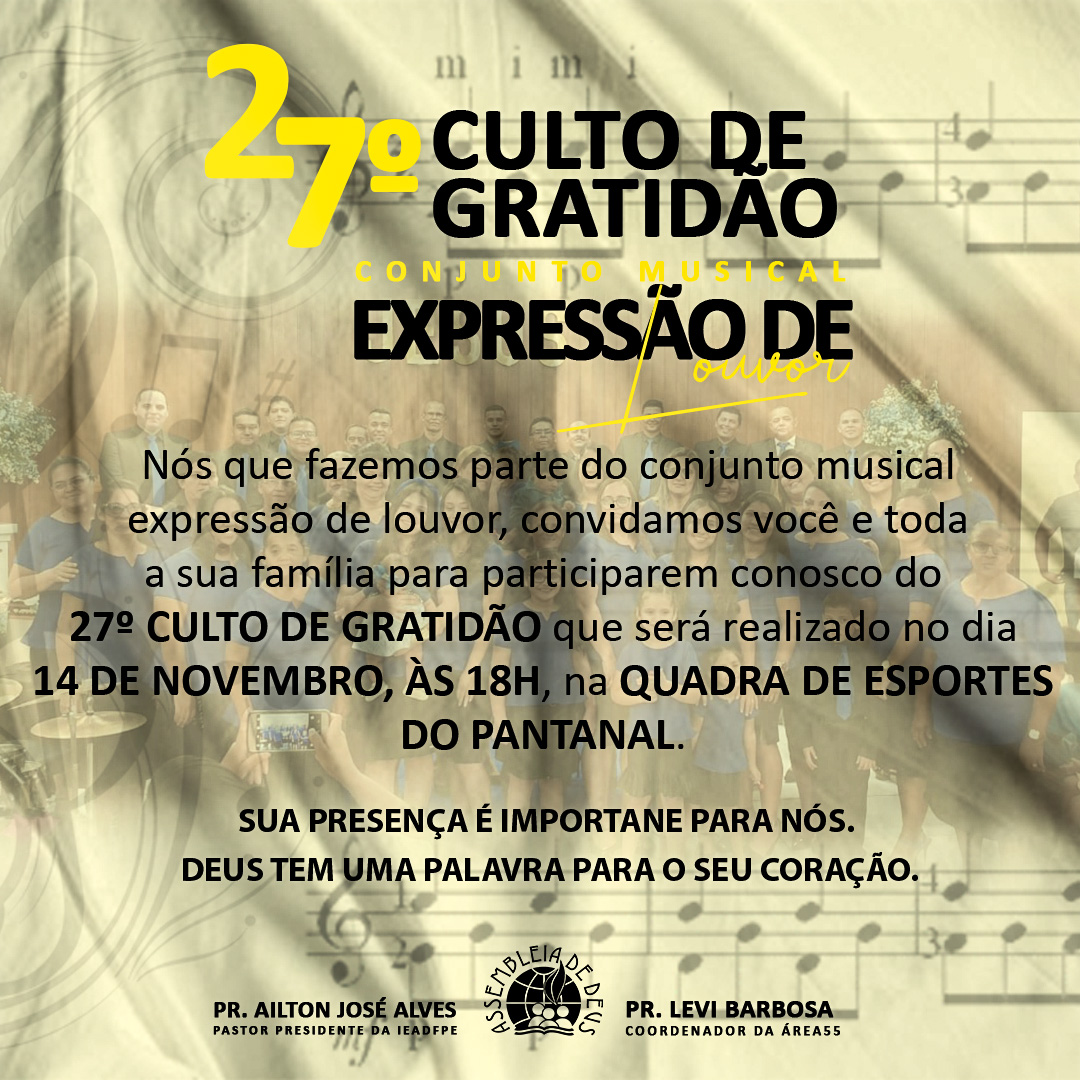 m i m i
27º CULTO DE
GRATIDÃO
CONJUNTO MUSICAL
EXPRESSÃO DE
Louvor
Nós que fazemos parte do conjunto musical
expressão de louvor, convidamos você e toda
a sua família para participarem conosco do
27º CULTO DE GRATIDÃO que será realizado no dia
14 DE NOVEMBRO, ÀS 18H, na QUADRA DE ESPORTES
DO PANTANAL.
SUA PRESENÇA É IMPORTANE PARA NÓS.
DEUS TEM UMA PALAVRA PARA O SEU CORAÇÃO.
ASSEMBLEIA DE DEUS
PR. AILTON JOSÉ ALVES
PASTOR PRESIDENTE DA IEADFPE
PR. LEVI BARBOSA
COORDENADOR DA ÁREA55